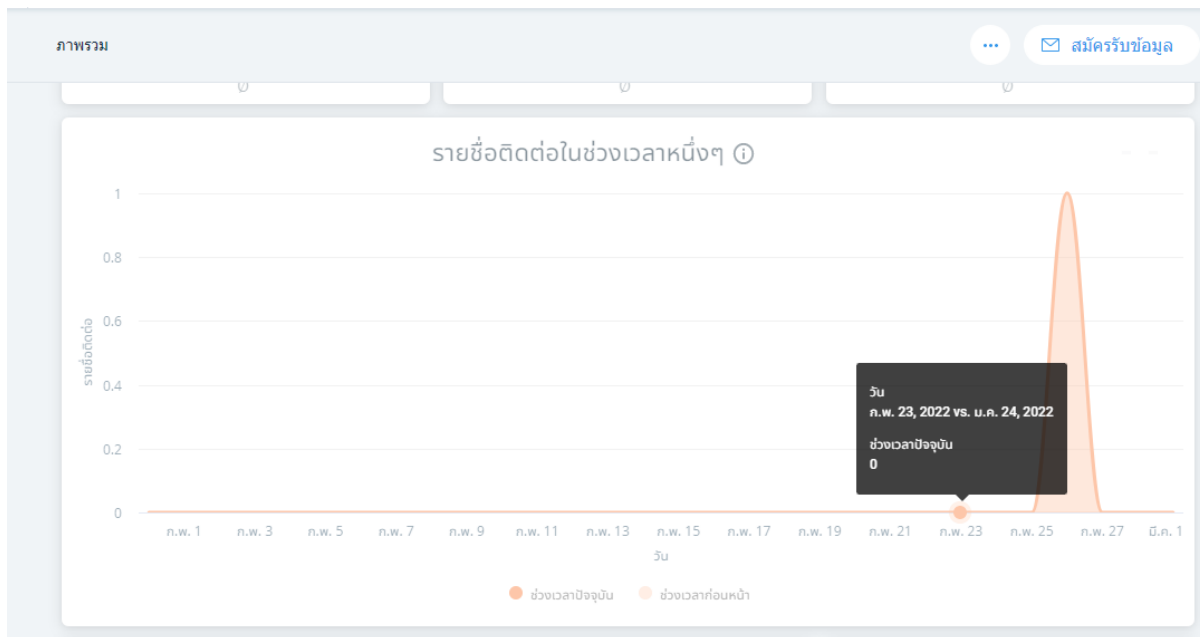 ภาพรวม
... สมัครรับข้อมูล
รายชื่อติดต่อในช่วงเวลาหนึ่งๆ
1
0.8
0.6
0.4
0.2
0
รายชื่อติดต่อ
วัน
ก.พ. 23, 2022 vs. ม.ค. 24, 2022
ช่วงเวลาปัจจุบัน
0
ก.พ. 1 ก.พ. 3 ก.พ. 5 ก.พ. 7 ก.พ. 9 ก.พ. 11 ก.พ. 13 ก.พ. 15 ก.พ. 17 ก.พ. 19 ก.พ. 21 ก.พ. 23 ก.พ. 25 ก.พ. 27 มี.ค. 1
วัน
ช่วงเวลาปัจจุบัน ช่วงเวลาก่อนหน้า